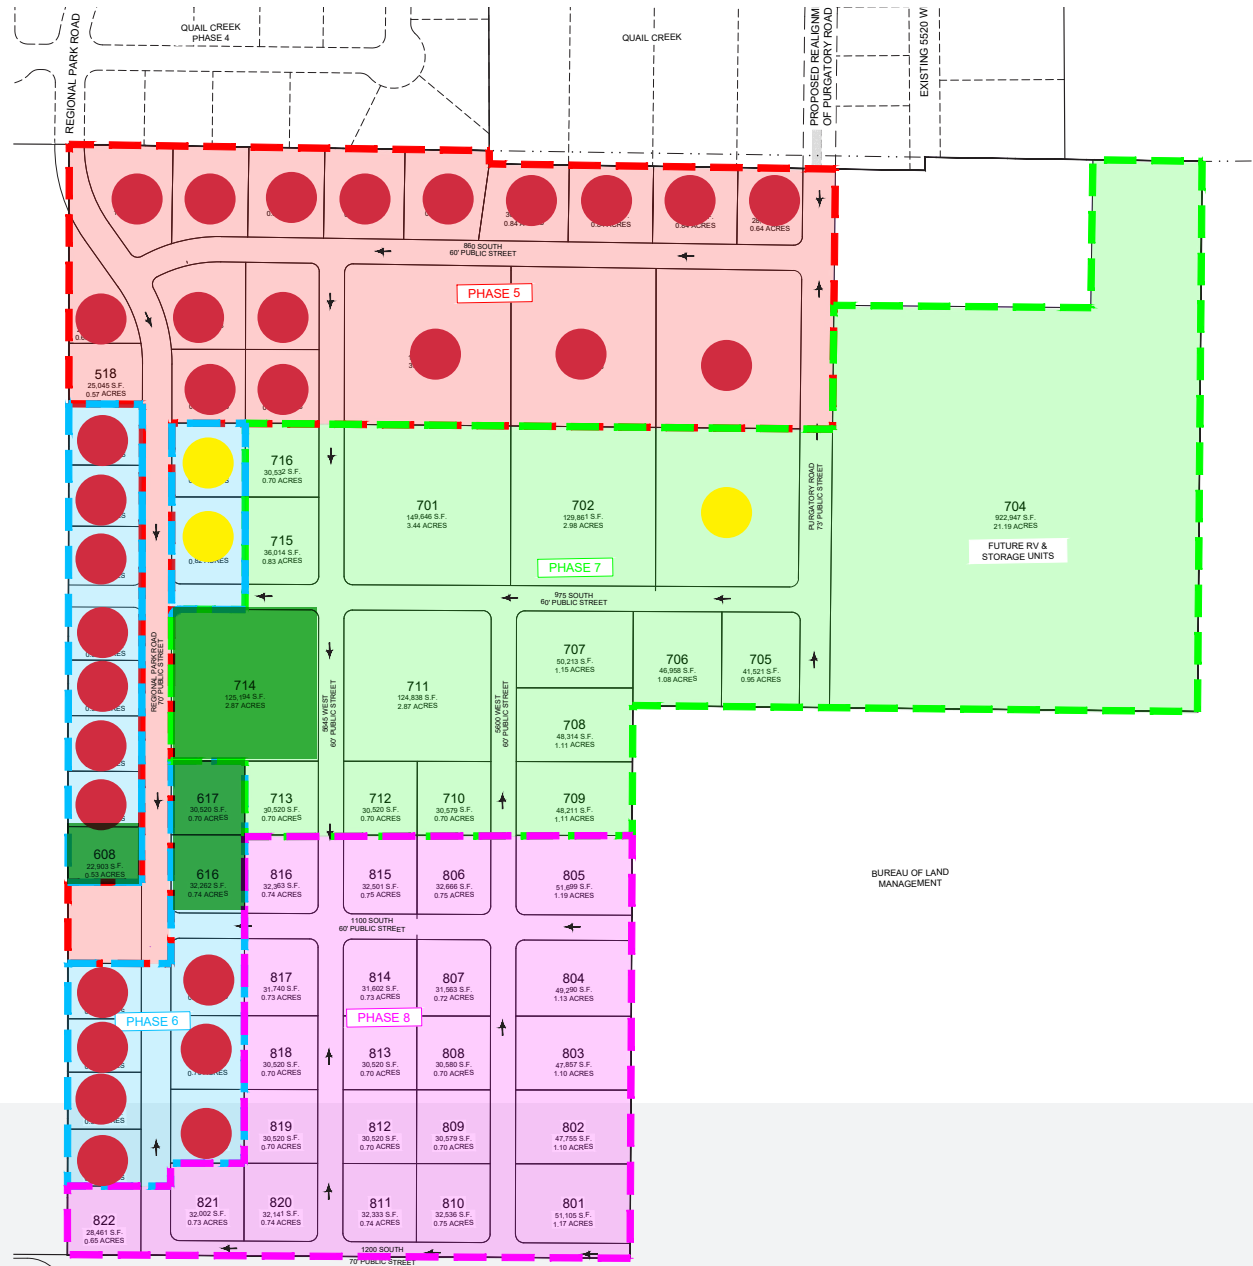 QUAIL CREEK
PHASE 4
REGIONAL PARK ROAD
QUAIL CREEK
PROPOSED REALIGNM
OF PURGATORY ROAD
EXISTING 5520 W
0.84
0.84 ACRES
0.64 ACRES
860 SOUTH
60' PUBLIC STREET
PHASE 5
518
25,045 S.F.
0.57 ACRES
716
30,532 S.F.
0.70 ACRES
715
36,014 S.F.
0.83 ACRES
701
149,646 S.F.
3.44 ACRES
702
129,861 S.F.
2.98 ACRES
PURGATORY ROAD
73' PUBLIC STREET
704
922,947 S.F.
21.19 ACRES
FUTURE RV &
STORAGE UNITS
PHASE 7
975 SOUTH
60' PUBLIC STREET
REGIONAL PARK ROAD
70' PUBLIC STREET
714
125,194 S.F.
2.87 ACRES
5645 WEST
60' PUBLIC STREET
711
124,838 S.F.
2.87 ACRES
5600 WEST
60' PUBLIC STREET
707
50,213 S.F.
1.15 ACRES
706
46,958 S.F.
1.08 ACRES
705
41,521 S.F.
0.95 ACRES
708
48,314 S.F.
1.11 ACRES
617
30,520 S.F.
0.70 ACRES
713
30,520 S.F.
0.70 ACRES
712
30,520 S.F.
0.70 ACRES
710
30,579 S.F.
0.70 ACRES
709
48,211 S.F.
1.11 ACRES
608
22,903 S.F.
0.53 ACRES
616
32,262 S.F.
0.74 ACRES
816
32,363 S.F.
0.74 ACRES
815
32,501 S.F.
0.75 ACRES
806
32,666 S.F.
0.75 ACRES
805
51,699 S.F.
1.19 ACRES
BUREAU OF LAND
MANAGEMENT
1100 SOUTH
60' PUBLIC STREET
817
31,740 S.F.
0.73 ACRES
814
31,602 S.F.
0.73 ACRES
807
31,563 S.F.
0.72 ACRES
804
49,290 S.F.
1.13 ACRES
PHASE 6
PHASE 8
818
30,520 S.F.
0.70 ACRES
813
30,520 S.F.
0.70 ACRES
808
30,580 S.F.
0.70 ACRES
803
47,857 S.F.
1.10 ACRES
819
30,520 S.F.
0.70 ACRES
812
30,520 S.F.
0.70 ACRES
809
30,579 S.F.
0.70 ACRES
802
47,755 S.F.
1.10 ACRES
822
28,461 S.F.
0.65 ACRES
821
32,002 S.F.
0.73 ACRES
820
32,141 S.F.
0.74 ACRES
811
32,333 S.F.
0.74 ACRES
810
32,536 S.F.
0.75 ACRES
801
51,105 S.F.
1.17 ACRES
1200 SOUTH
70' PUBLIC STREET